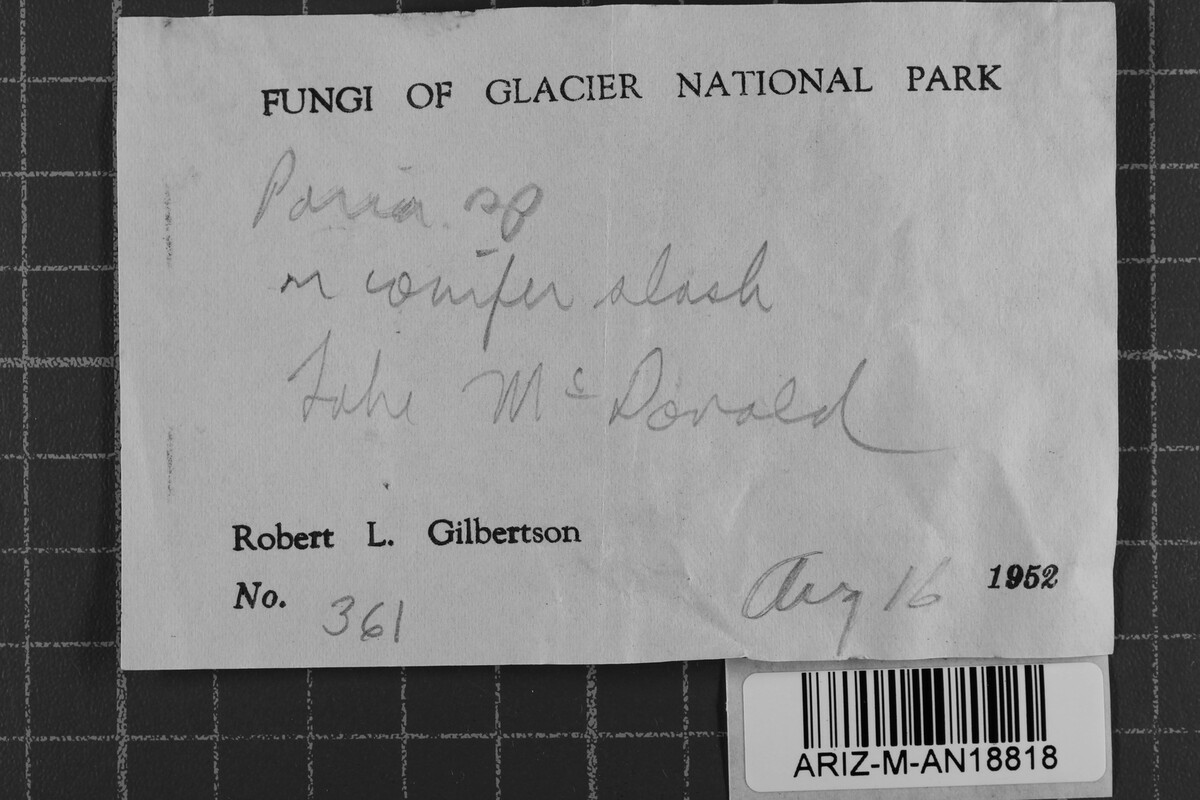 FUNGI OF GLACIER NATIONAL PARK
Poria sp
on conifer slash
Lake McDonald
Robert L. Gilbertson
No. 361
Aug 16 1952
ARIZ-M-AN18818